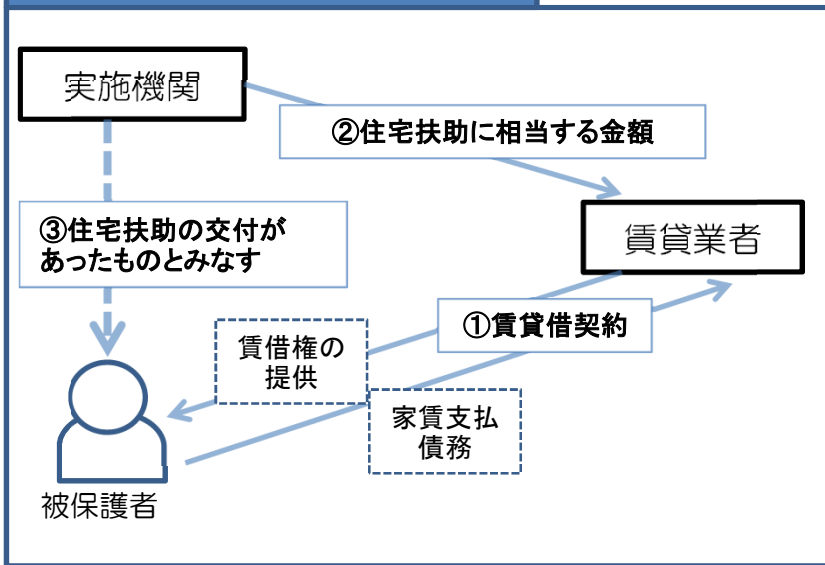 実施機関
②住宅扶助に相当する金額
③住宅扶助の交付が
あったものとみなす
賃貸業者
①賃貸借契約
賃借権の
提供
家賃支払
債務
被保護者